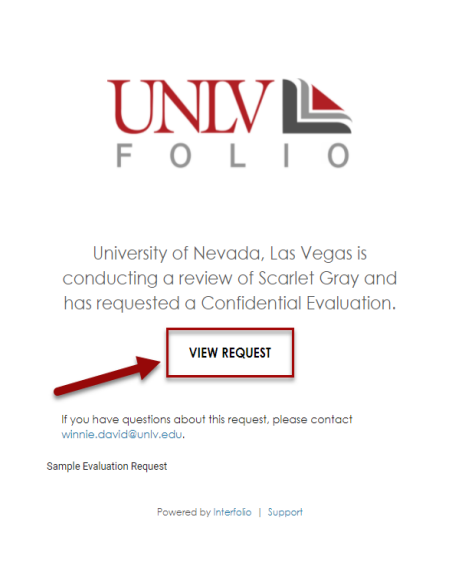 UNLV
FOLIO
University of Nevada, Las Vegas is
conducting a review of Scarlet Gray and
has requested a Confidential Evaluation.
VIEW REQUEST
If you have questions about this request, please contact
winnie.david@unlv.edu.
Sample Evaluation Request
Powered by Interfolio | Support